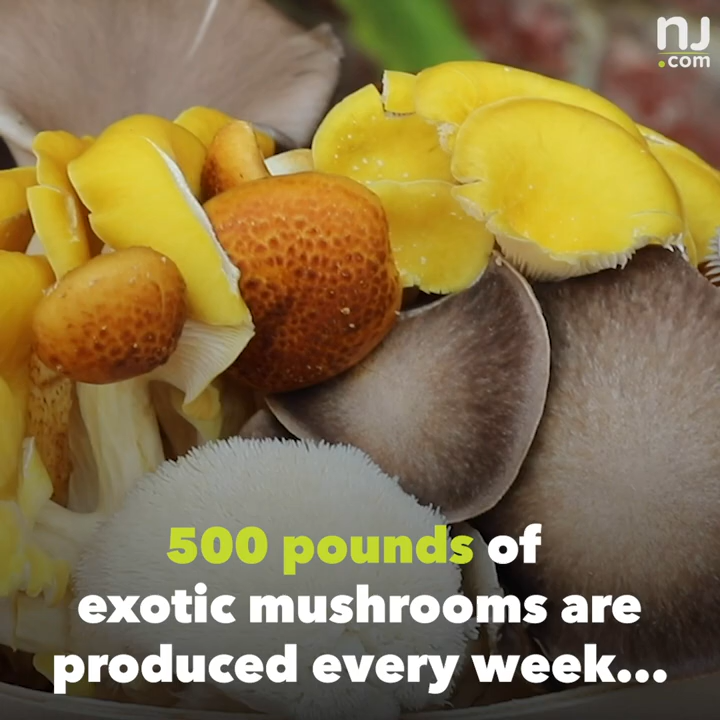 nj
.com
500 pounds of
exotic mushrooms are
produced every week...